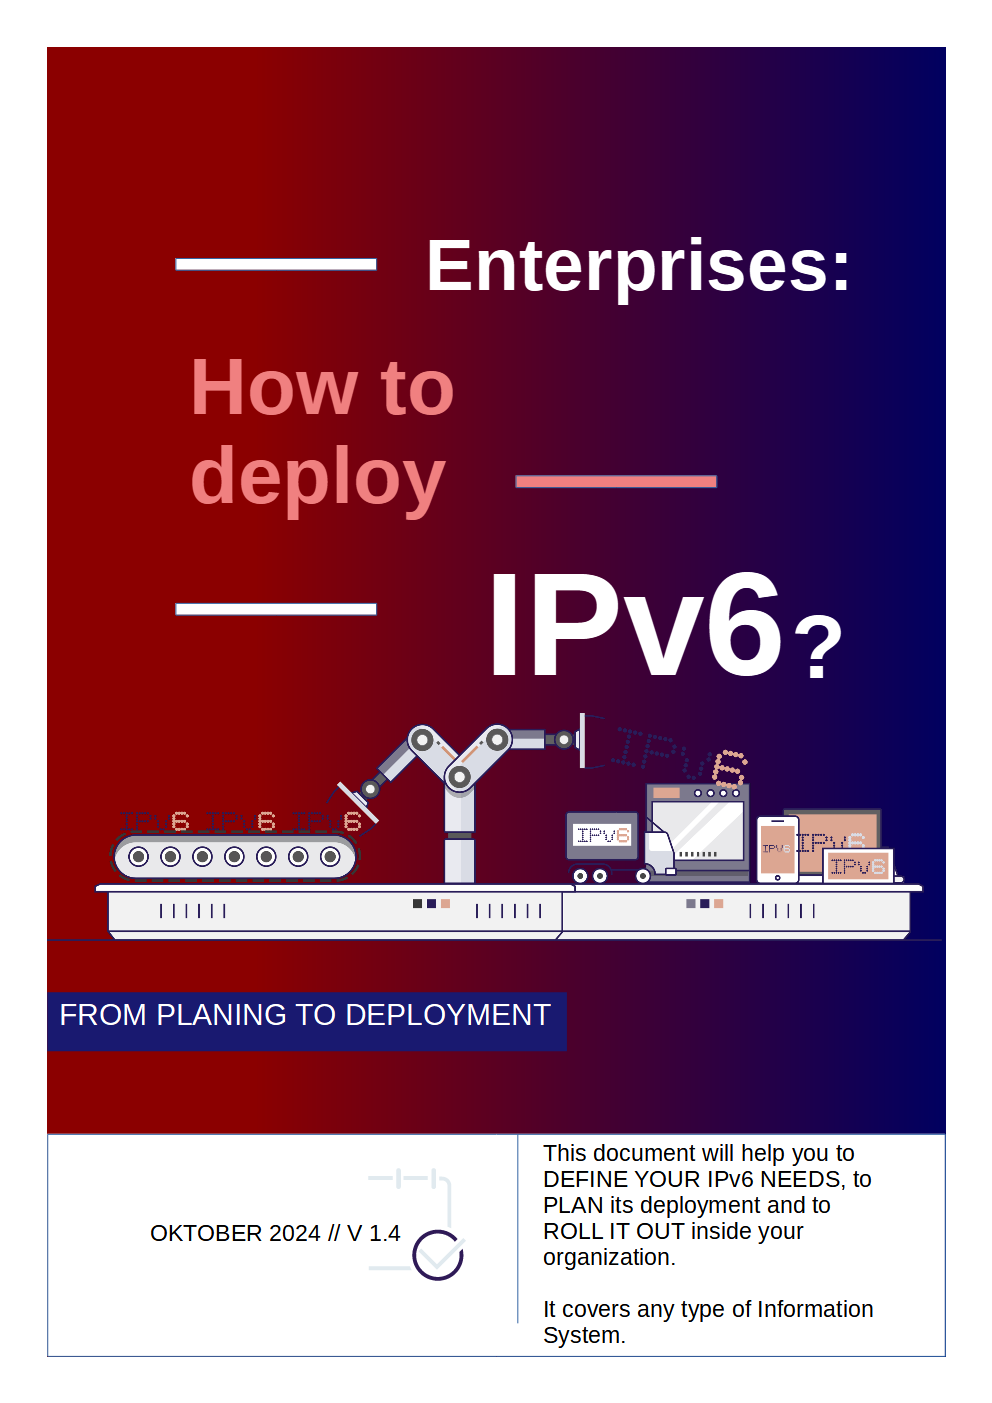 Enterprises:
How to
deploy
IPv6?
IPv6
IPv6 IPv6 IPv6
IPv6
IPv6
IPv6
IPv6
FROM PLANING TO DEPLOYMENT
OKTOBER 2024 // V 1.4
This document will help you to
DEFINE YOUR IPv6 NEEDS, to
PLAN its deployment and to
ROLL IT OUT inside your
organization.
It covers any type of Information
System.